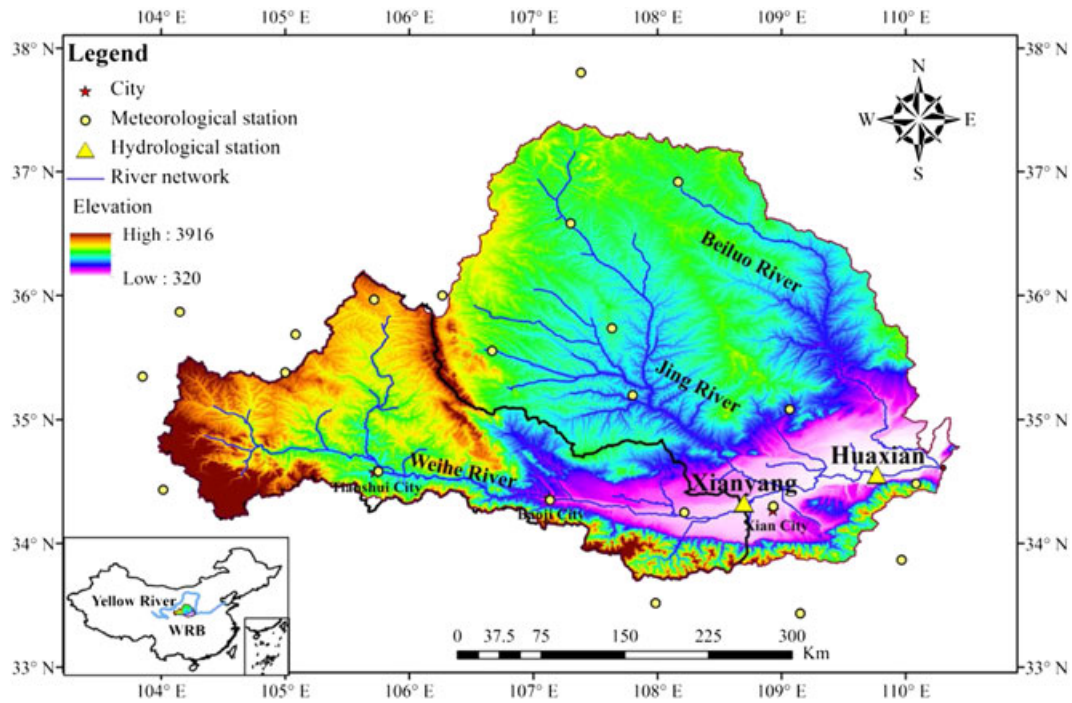 104° E 105° E 106° E 107° E 108° E 109° E 110° E
38° N 38° N
Legend
City
Meteorological station
Hydrological station
River network
Elevation
High : 3916
Low : 320
N
W E
S
37° N 37° N
36° N 36° N
35° N 35° N
34° N 34° N
33° N 33° N
Beiluo River
Jing River
Weihe River
Huaxian
Xianyang
Tianshui City
Baoji City
Xian City
Yellow River
WRB
0 37.5 75 150 225 300
Km
104° E 105° E 106° E 107° E 108° E 109° E 110° E